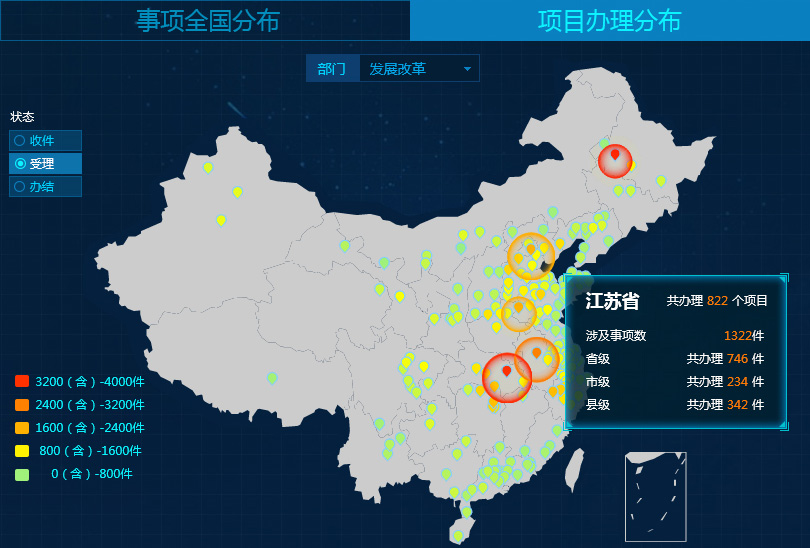 事项全国分布 项目办理分布
部门 发展改革
状态
收件
受理
办结
江苏省 共办理 822 个项目
涉及事项数 1322件
省级 共办理 746 件
市级 共办理 234 件
县级 共办理 342 件
3200（含）-4000件
2400（含）-3200件
1600（含）-2400件
800（含）-1600件
0（含）-800件